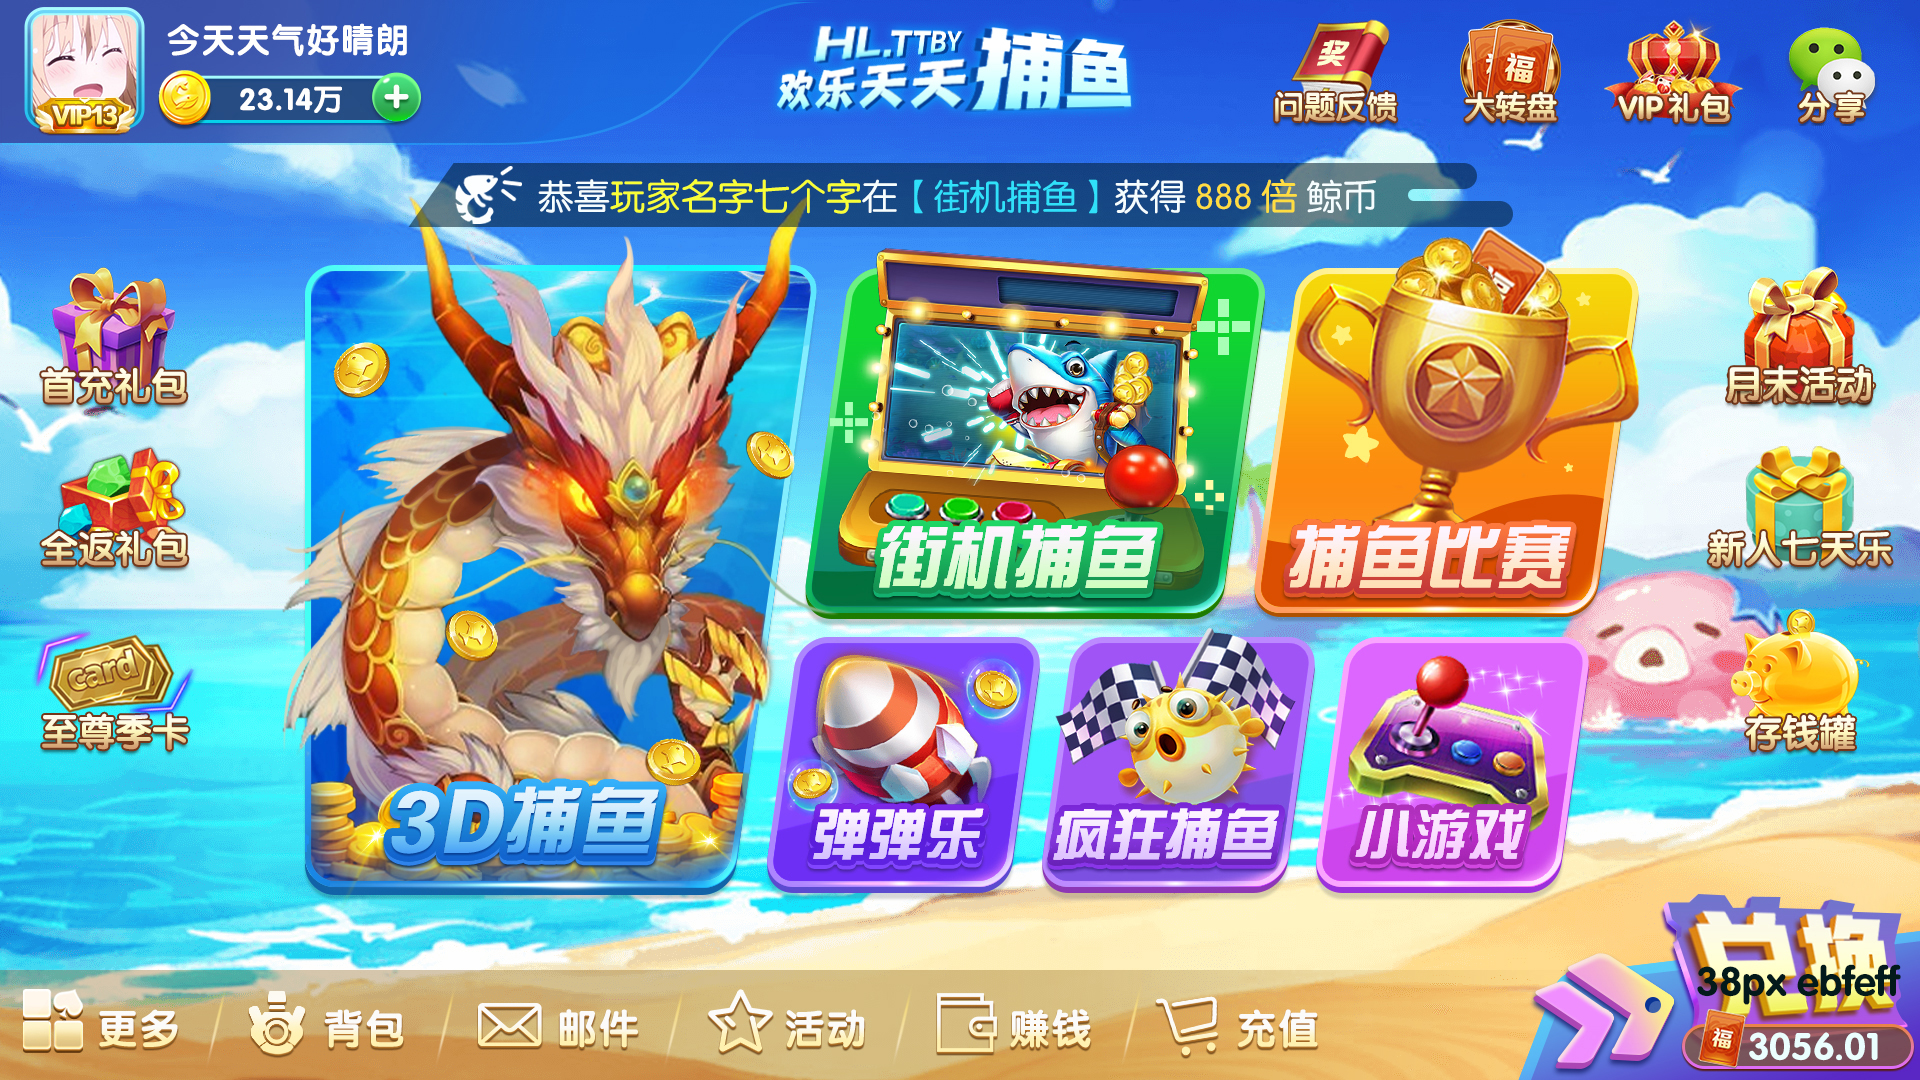 今天天气好晴朗
VIP13
23.14万
HL.TTBY
欢乐天天捕鱼
奖
问题反馈
福
大转盘
VIP礼包
分享
恭喜玩家名字七个字在【街机捕鱼】获得 888 倍 鲸币
首充礼包
全返礼包
card
至尊季卡
3D捕鱼
街机捕鱼
捕鱼比赛
弹弹乐
疯狂捕鱼
小游戏
月末活动
新人七天乐
存钱罐
更多
背包
邮件
活动
赚钱
充值
兑换
38px ebfeff
福
3056.01